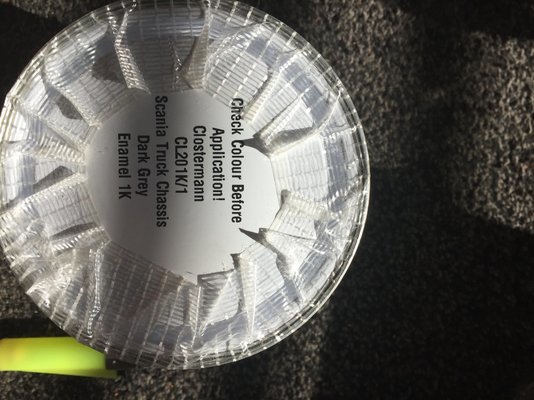 Check Colour Before
Application!
Clostermann
CL201K/1
Scania Truck Chassis
Dark Grey
Enamel 1K